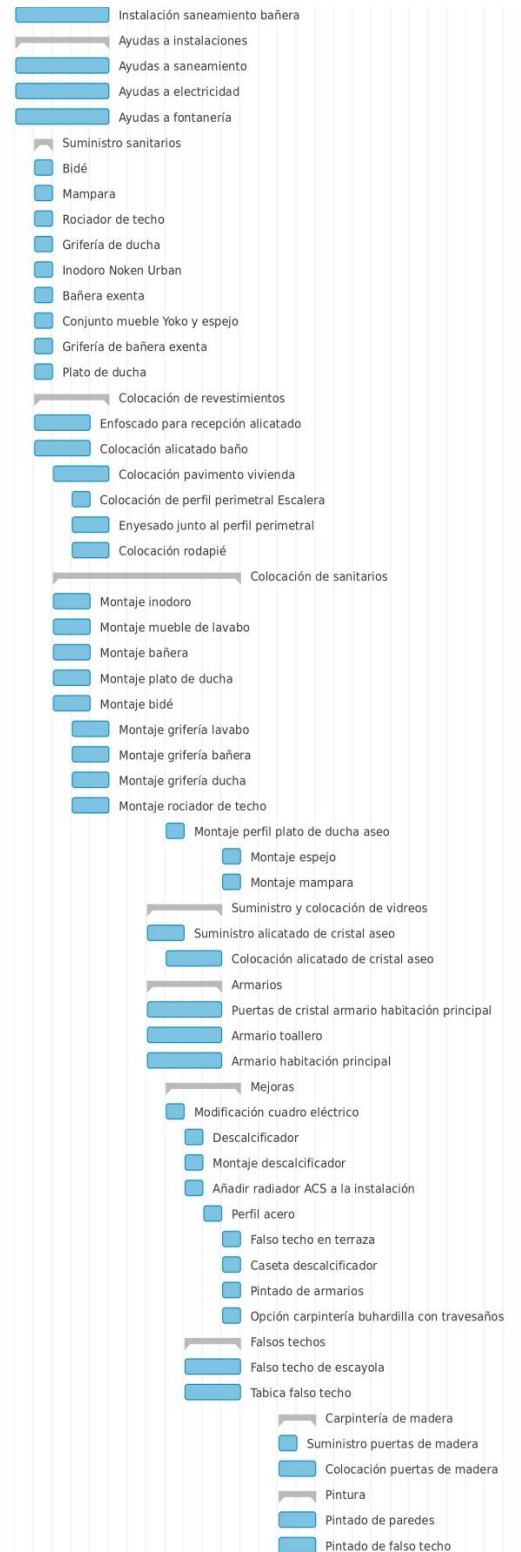 Instalación saneamiento bañera
Ayudas a instalaciones
Ayudas a saneamiento
Ayudas a electricidad
Ayudas a fontanería
Suministro sanitarios
Bidé
Mampara
Rociador de techo
Grifería de ducha
Inodoro Noken Urban
Bañera exenta
Conjunto mueble Yoko y espejo
Grifería de bañera exenta
Plato de ducha
Colocación de revestimientos
Enfoscado para recepción alicatado
Colocación alicatado baño
Colocación pavimento vivienda
Colocación de perfil perimetral Escalera
Enyesado junto al perfil perimetral
Colocación rodapié
Colocación de sanitarios
Montaje inodoro
Montaje mueble de lavabo
Montaje bañera
Montaje plato de ducha
Montaje bidé
Montaje grifería lavabo
Montaje grifería bañera
Montaje grifería ducha
Montaje rociador de techo
Montaje perfil plato de ducha aseo
Montaje espejo
Montaje mampara
Suministro y colocación de vidreos
Suministro alicatado de cristal aseo
Colocación alicatado de cristal aseo
Armarios
Puertas de cristal armario habitación principal
Armario toallero
Armario habitación principal
Mejoras
Modificación cuadro eléctrico
Descalcificador
Montaje descalcificador
Añadir radiador ACS a la instalación
Perfil acero
Falso techo en terraza
Caseta descalcificador
Pintado de armarios
Opción carpintería buhardilla con travesaños
Falsos techos
Falso techo de escayola
Tabica falso techo
Carpintería de madera
Suministro puertas de madera
Colocación puertas de madera
Pintura
Pintado de paredes
Pintado de falso techo